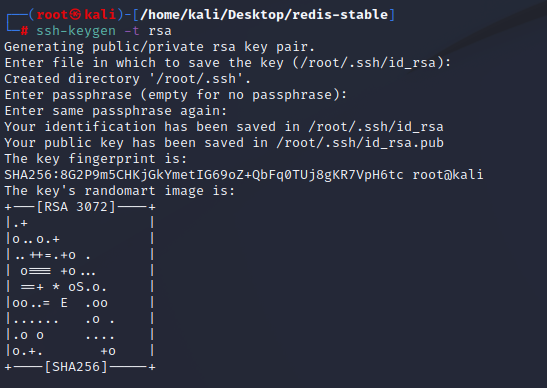 ┌──(root㉿kali)-[/home/kali/Desktop/redis-stable]
└─# ssh-keygen -t rsa
Generating public/private rsa key pair.
Enter file in which to save the key (/root/.ssh/id_rsa):
Created directory '/root/.ssh'.
Enter passphrase (empty for no passphrase):
Enter same passphrase again:
Your identification has been saved in /root/.ssh/id_rsa
Your public key has been saved in /root/.ssh/id_rsa.pub
The key fingerprint is:
SHA256:8G2P9m5CHKjGkYmetIG69oZ+QbFq0TUj8gKR7VpH6tc root@kali
The key's randomart image is:
+---[RSA 3072]----+
|.+               |
|o..o.+           |
|..++=.+o .       |
| o=== +o...      |
| ==+ * oS.o.     |
|oo..= E  .oo     |
|......   .o .    |
|.o o     ....    |
|o.+.       +o    |
+----[SHA256]-----+